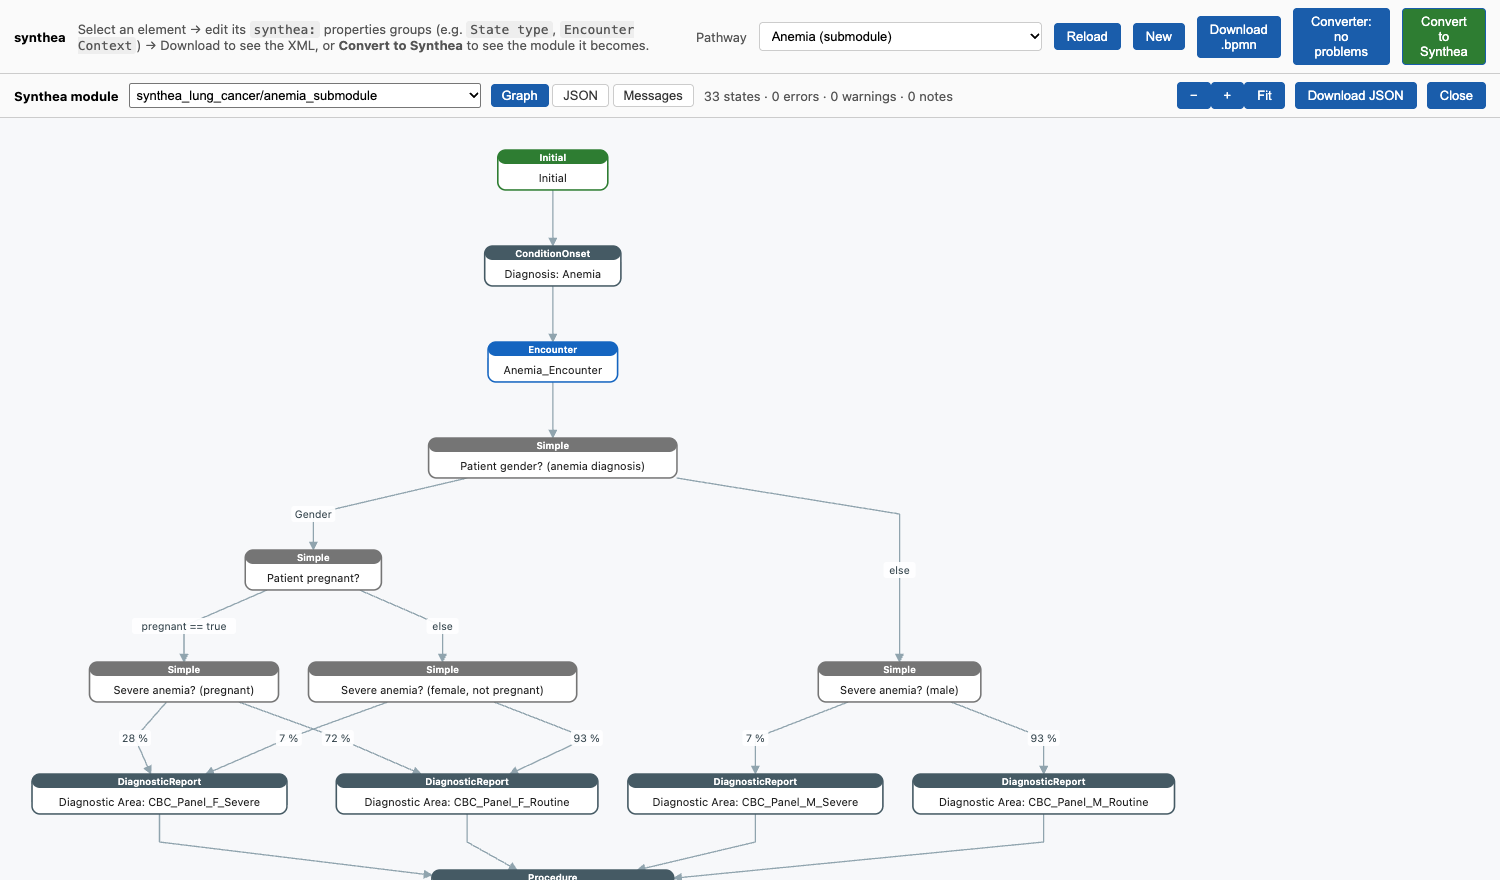 synthea
Select an element → edit its synthea: properties groups (e.g. State type, Encounter
Context) → Download to see the XML, or Convert to Synthea to see the module it becomes.
Pathway
Anemia (submodule)
Reload
New
Download
.bpmn
Converter:
no
problems
Convert
to
Synthea
Synthea module
synthea_lung_cancer/anemia_submodule
Graph
JSON
Messages
33 states · 0 errors · 0 warnings · 0 notes
−
+
Fit
Download JSON
Close
Initial
Initial
ConditionOnset
Diagnosis: Anemia
Encounter
Anemia_Encounter
Simple
Patient gender? (anemia diagnosis)
Gender
else
Simple
Patient pregnant?
pregnant == true
else
Simple
Severe anemia? (pregnant)
Simple
Severe anemia? (female, not pregnant)
Simple
Severe anemia? (male)
28 %
7 %
72 %
93 %
7 %
93 %
DiagnosticReport
Diagnostic Area: CBC_Panel_F_Severe
DiagnosticReport
Diagnostic Area: CBC_Panel_F_Routine
DiagnosticReport
Diagnostic Area: CBC_Panel_M_Severe
DiagnosticReport
Diagnostic Area: CBC_Panel_M_Routine
Procedure